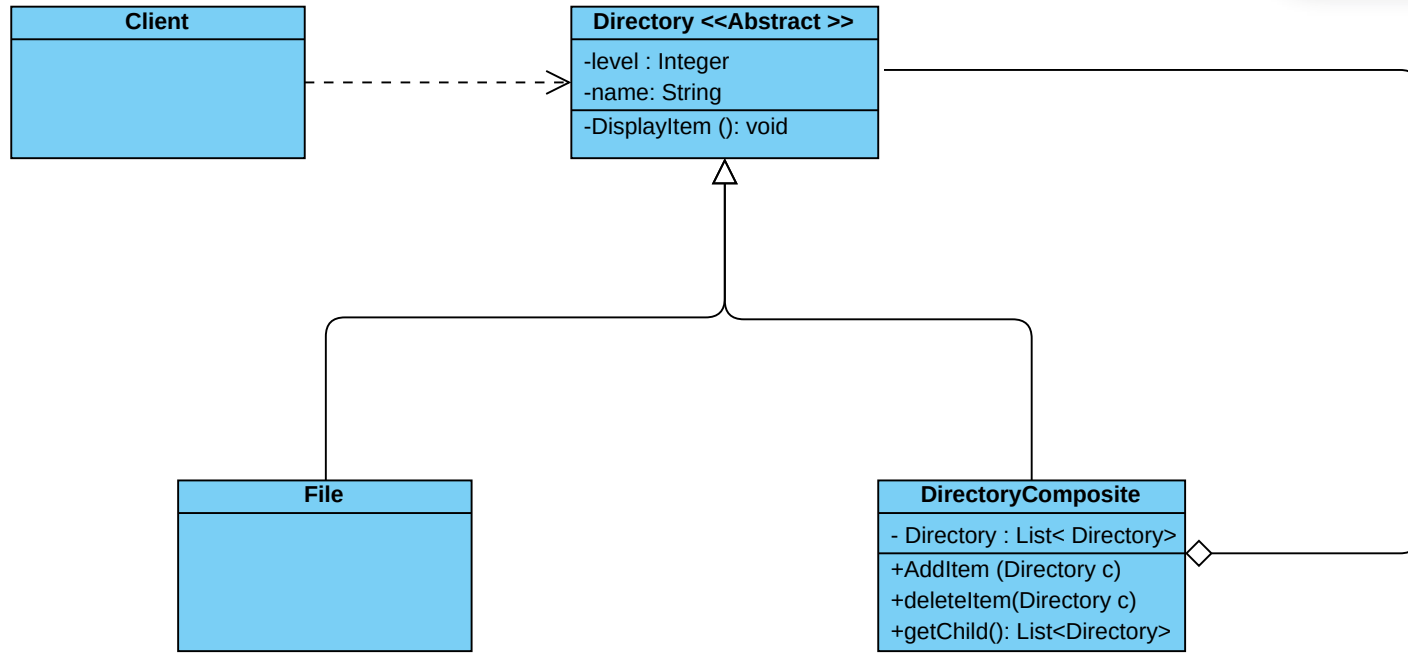 Client
Directory <<Abstract >>
-level : Integer
-name: String
-DisplayItem (): void
File
DirectoryComposite
- Directory : List< Directory>
+AddItem (Directory c)
+deleteItem(Directory c)
+getChild(): List<Directory>